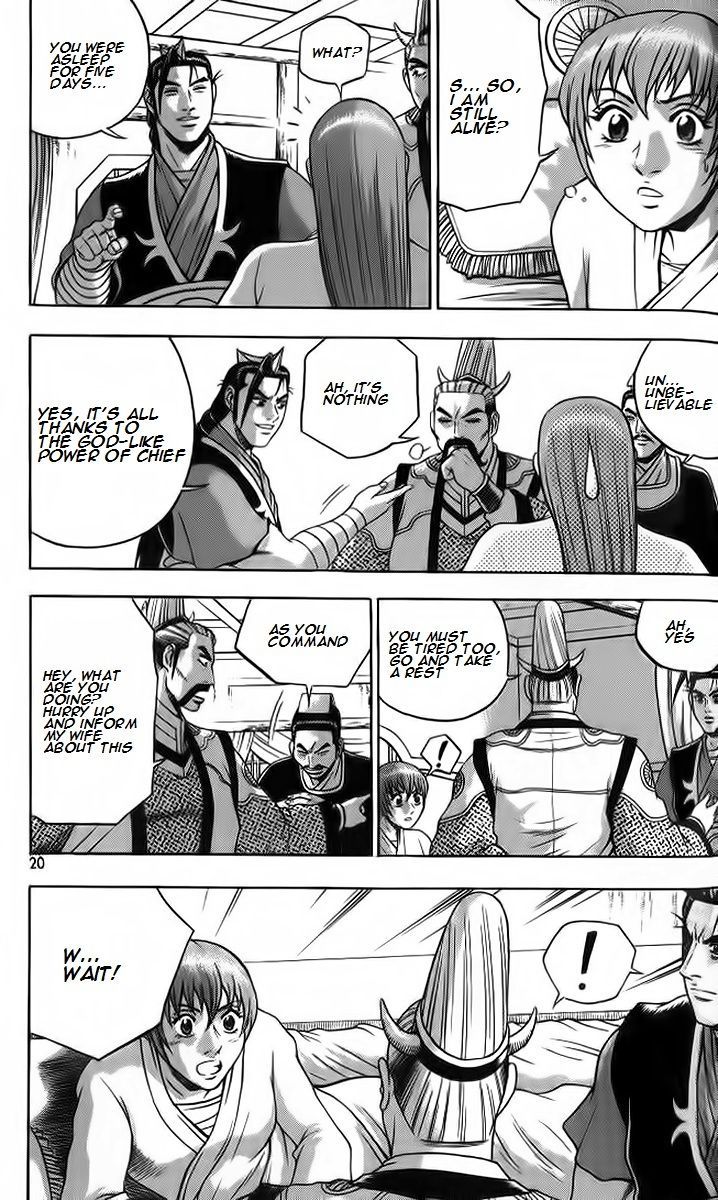 YOU WERE
ASLEEP
FOR FIVE
DAYS...
WHAT?
S... SO,
I AM
STILL
ALIVE?
YES, IT'S ALL
THANKS TO
THE GOD-LIKE
POWER OF CHIEF
AH, IT'S
NOTHING
UN...
UNBE-
LIEVABLE
HEY, WHAT
ARE YOU
DOING?
HURRY UP
AND INFORM
MY WIFE
ABOUT THIS
AS YOU
COMMAND
YOU MUST
BE TIRED TOO,
GO AND TAKE
A REST
AH,
YES
!
20
W...
WAIT!
!